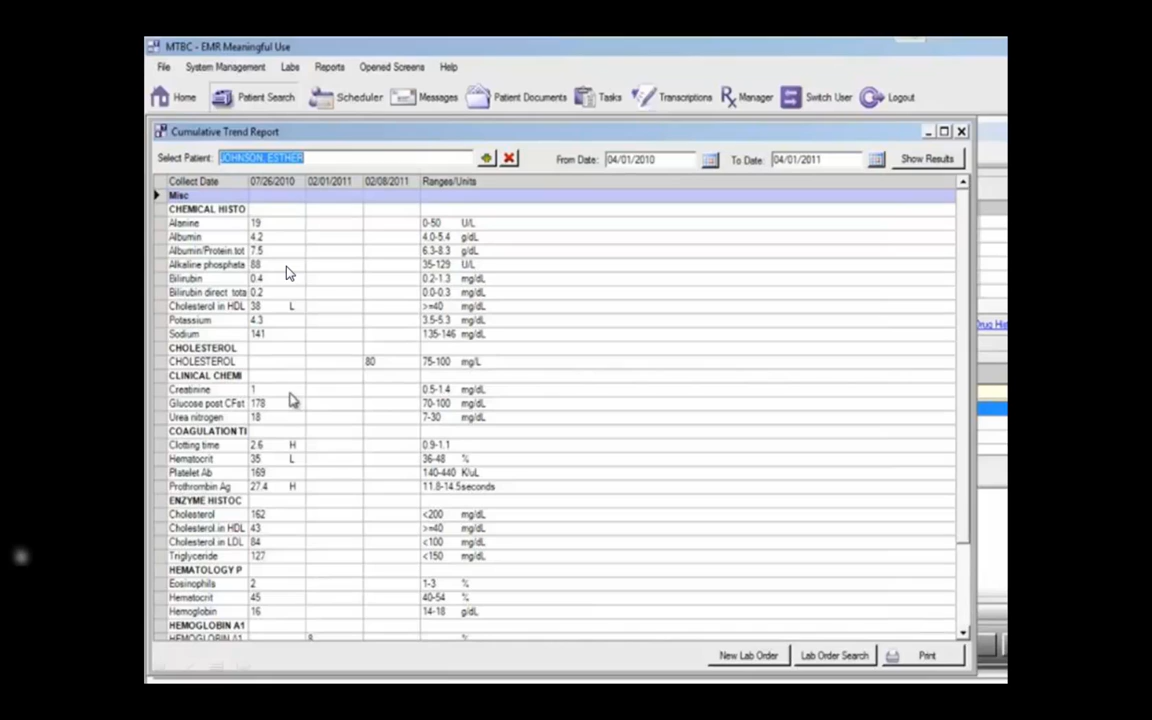 MTBC - EMR Meaningful Use
File System Management Labs Reports Opened Screens Help
Home Patient Search Scheduler Messages Patient Documents Tasks Transcriptions Rx Manager Switch User Logout
Cumulative Trend Report
Select Patient: JOHNSON, ESTHER From Date: 04/01/2010 To Date: 04/01/2011 Show Results
Collect Date 07/26/2010 02/01/2011 02/08/2011 Ranges/Units
Misc
CHEMICAL HISTO
Alanine 19 0-50 U/L
Albumin 4.2 4.0-5.4 g/dL
Albumin/Protein.tot 7.5 6.3-8.3 g/dL
Alkaline phosphata 88 35-129 U/L
Bilirubin 0.4 0.2-1.3 mg/dL
Bilirubin direct tota 0.2 0.0-0.3 mg/dL
Cholesterol in HDL 38 L >=40 mg/dL
Potassium 4.3 3.5-5.3 mg/dL
Sodium 141 135-146 mg/dL
CHOLESTEROL
CHOLESTEROL 80 75-100 mg/L
CLINICAL CHEMI
Creatinine 1 0.5-1.4 mg/dL
Glucose post CFst 178 70-100 mg/dL
Urea nitrogen 18 7-30 mg/dL
COAGULATION TI
Clotting time 2.6 H 0.9-1.1
Hematocrit 35 L 36-48 %
Platelet Ab 169 140-440 K/uL
Prothrombin Ag 27.4 H 11.8-14.5seconds
ENZYME HISTOC
Cholesterol 162 <200 mg/dL
Cholesterol.in HDL 43 >=40 mg/dL
Cholesterol in LDL 84 <100 mg/dL
Triglyceride 127 <150 mg/dL
HEMATOLOGY P
Eosinophils 2 1-3 %
Hematocrit 45 40-54 %
Hemoglobin 16 14-18 g/dL
HEMOGLOBIN A1
HEMOGLOBIN A1 8 %
New Lab Order Lab Order Search Print
Drug His